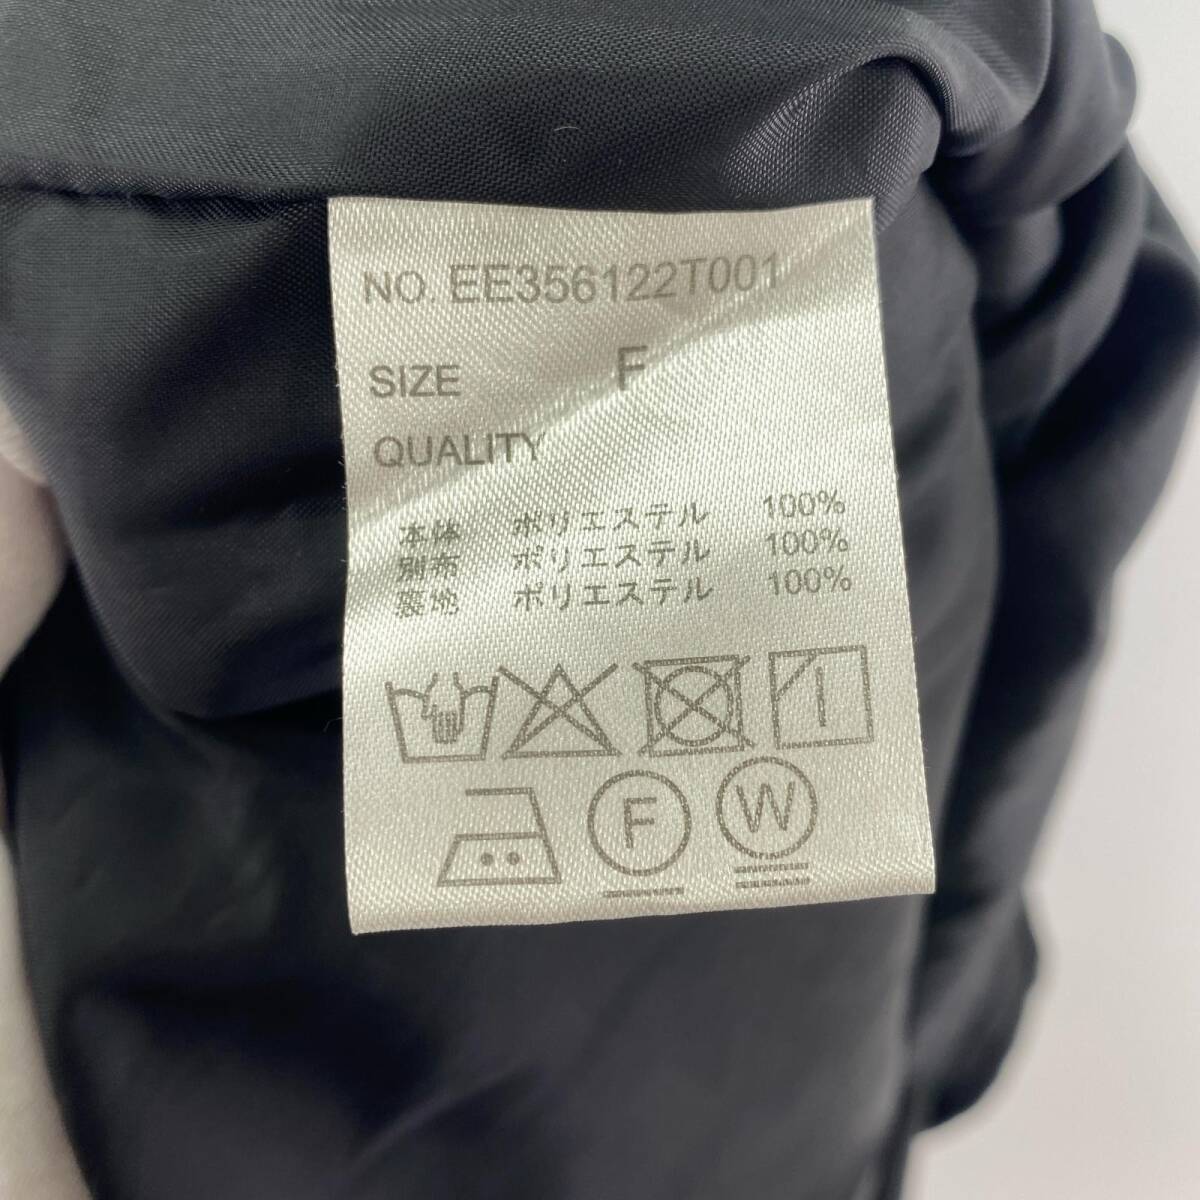 NO. EE356122T001
SIZE F
QUALITY
本体 ポリエステル 100%
別布 ポリエステル 100%
裏地 ポリエステル 100%
F W